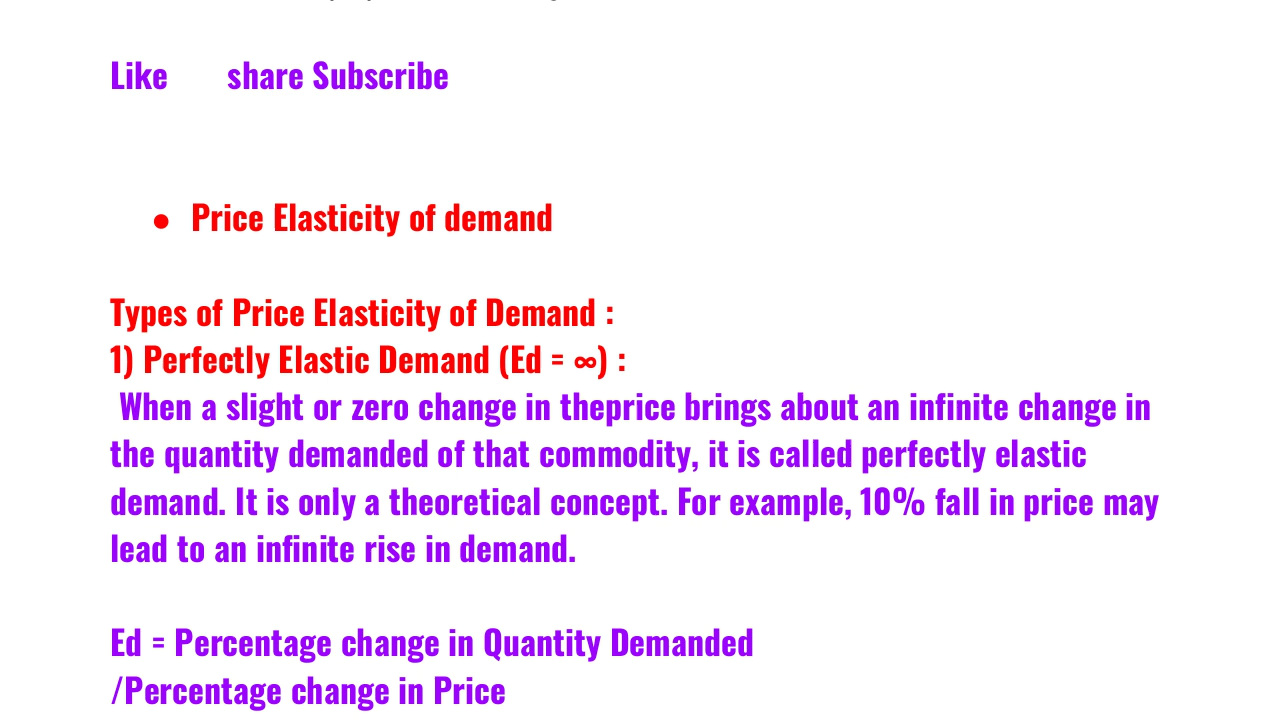 Like share Subscribe
● Price Elasticity of demand
Types of Price Elasticity of Demand :
1) Perfectly Elastic Demand (Ed = ∞) :
When a slight or zero change in theprice brings about an infinite change in
the quantity demanded of that commodity, it is called perfectly elastic
demand. It is only a theoretical concept. For example, 10% fall in price may
lead to an infinite rise in demand.
Ed = Percentage change in Quantity Demanded
/Percentage change in Price